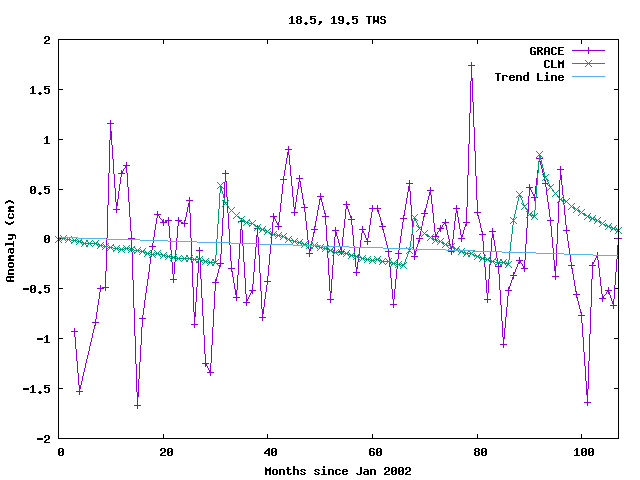 18.5, 19.5 TWS
GRACE
CLM
Trend Line
2
1.5
1
0.5
0
-0.5
-1
-1.5
-2
Anomaly (cm)
0 20 40 60 80 100
Months since Jan 2002